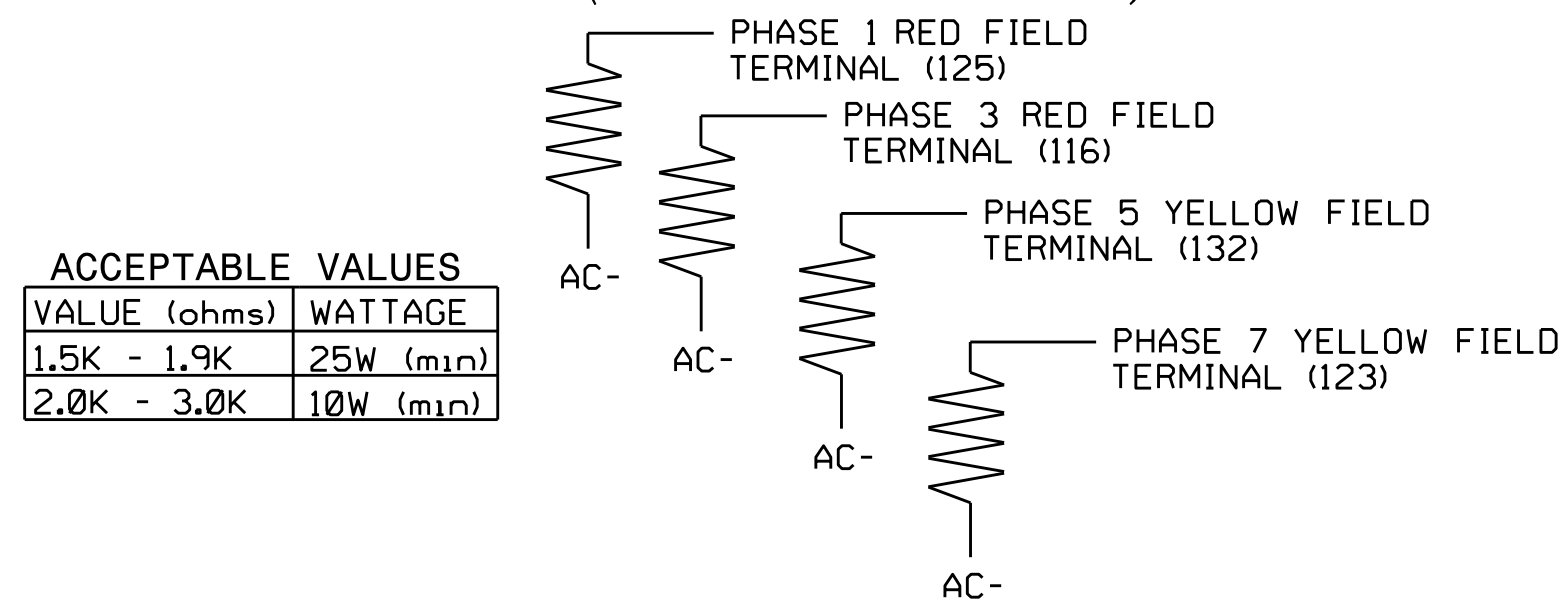 PHASE 1 RED FIELD
TERMINAL (125)
AC-
PHASE 3 RED FIELD
TERMINAL (116)
AC-
PHASE 5 YELLOW FIELD
TERMINAL (132)
AC-
PHASE 7 YELLOW FIELD
TERMINAL (123)
AC-
ACCEPTABLE VALUES
VALUE (ohms) WATTAGE
1.5K - 1.9K 25W (min)
2.0K - 3.0K 10W (min)